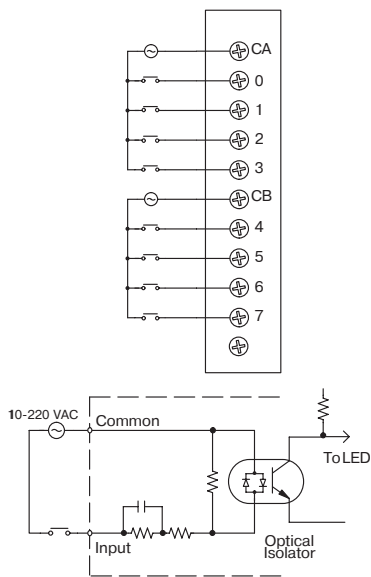 CA
0
1
2
3
CB
4
5
6
7
10-220 VAC
Common
To LED
Input
Optical
Isolator